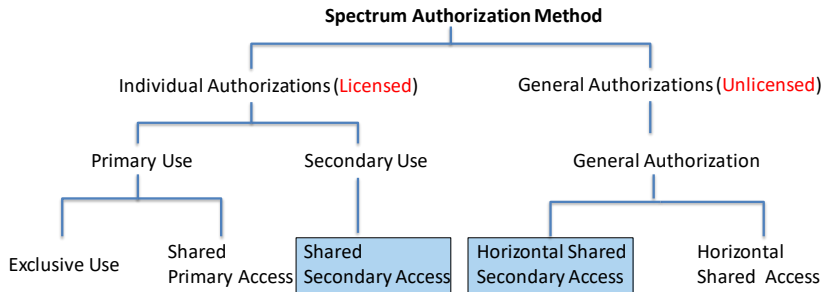 Spectrum Authorization Method
Individual Authorizations (Licensed)
General Authorizations (Unlicensed)
Primary Use
Secondary Use
General Authorization
Exclusive Use
Shared
Primary Access
Shared
Secondary Access
Horizontal Shared
Secondary Access
Horizontal
Shared Access